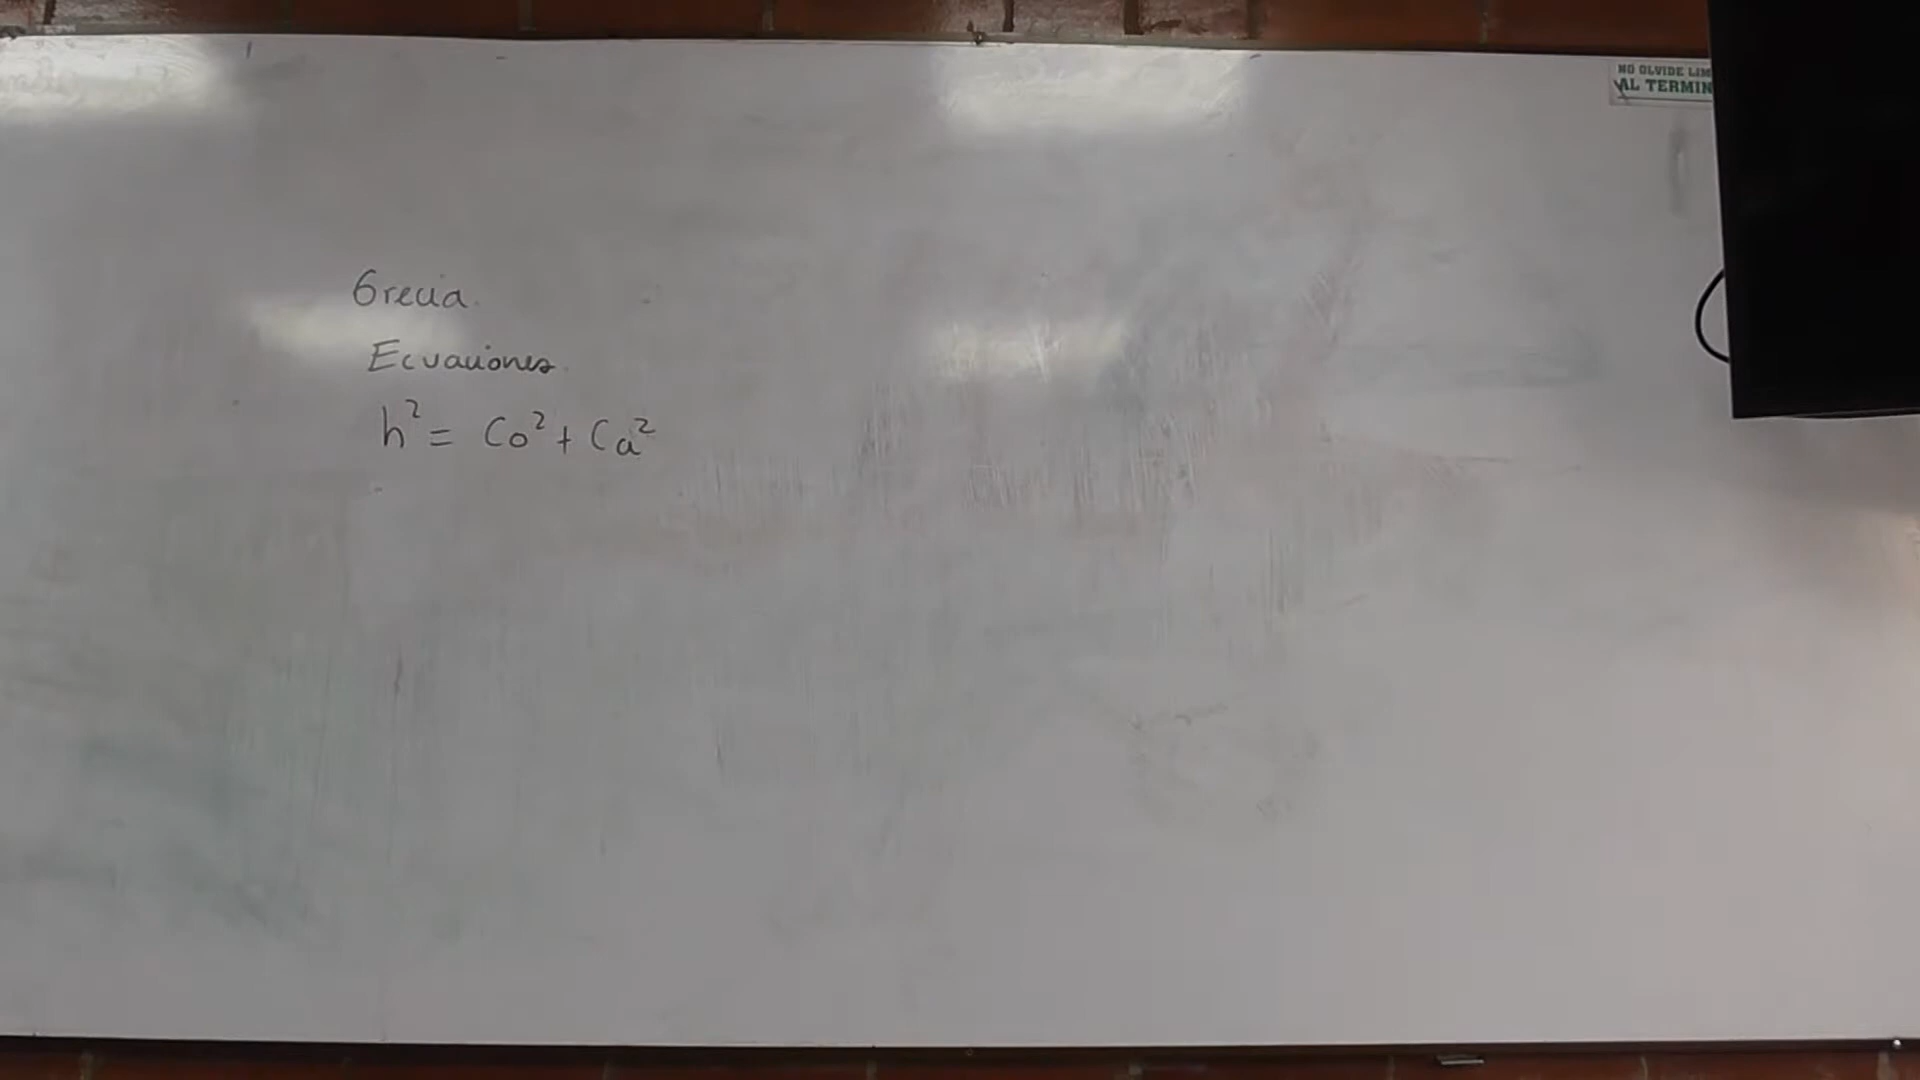 NO OLVIDE LIM
AL TERMIN
Grecia.
Ecuaciones.
h² = Co² + Ca²